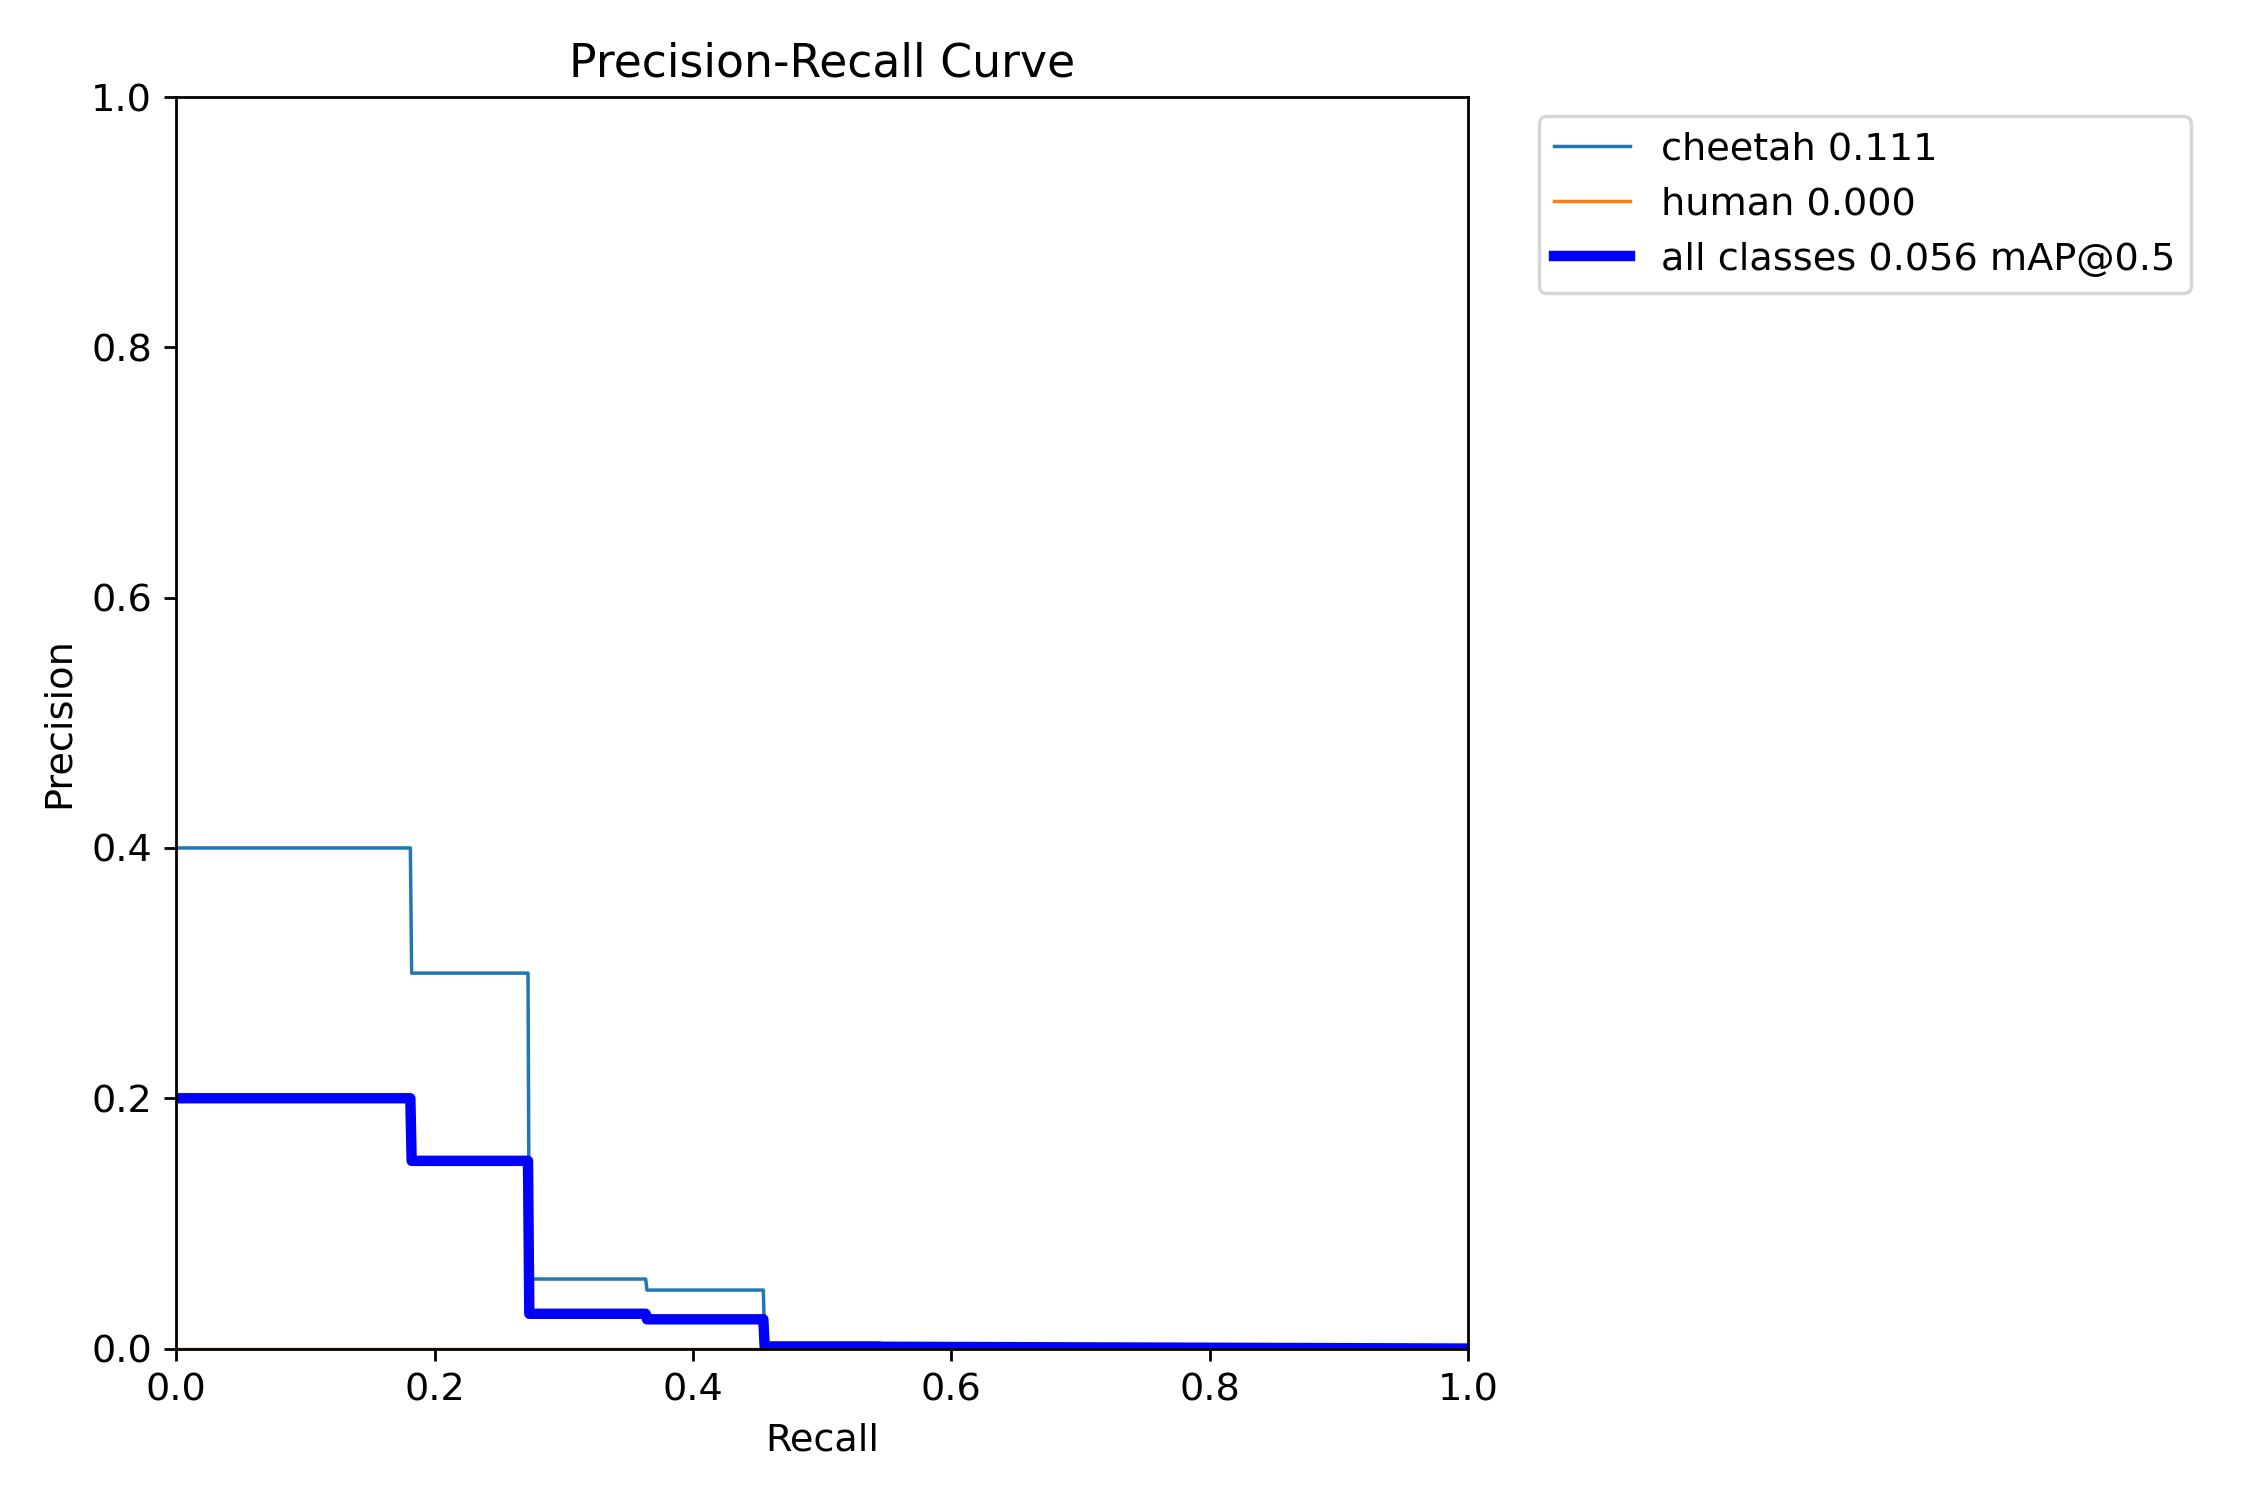 Precision-Recall Curve
1.0
0.8
0.6
0.4
0.2
0.0
Precision
0.0 0.2 0.4 0.6 0.8 1.0
Recall
cheetah 0.111
human 0.000
all classes 0.056 mAP@0.5